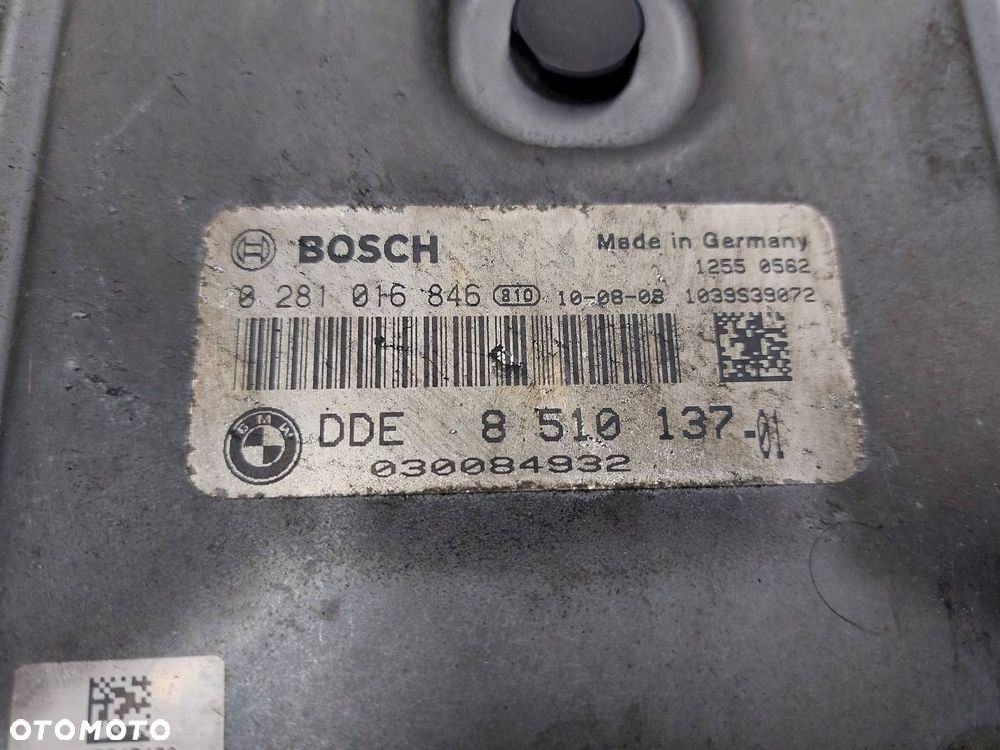 BOSCH
Made in Germany
1255 0562
0 281 016 846 810 10-08-08 1039S39072
BMW
DDE 8 510 137-01
030084932
OTOMOTO